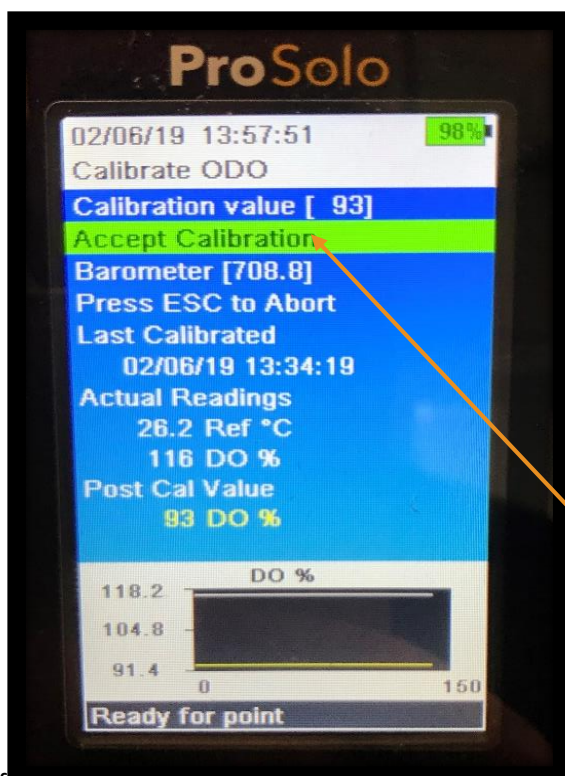 ProSolo
02/06/19 13:57:51 98%
Calibrate ODO
Calibration value [ 93]
Accept Calibration
Barometer [708.8]
Press ESC to Abort
Last Calibrated
02/06/19 13:34:19
Actual Readings
26.2 Ref °C
116 DO %
Post Cal Value
93 DO %
DO %
118.2
104.8
91.4
0 150
Ready for point